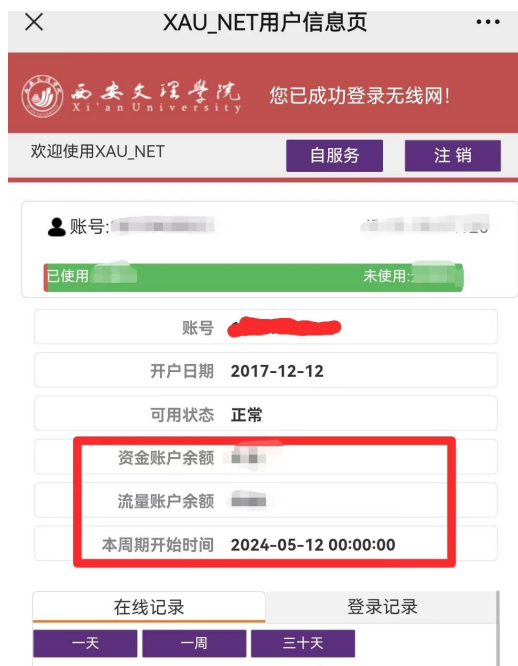 XAU_NET用户信息页
西安文理学院
Xi'an University
您已成功登录无线网！
欢迎使用XAU_NET
自服务
注 销
账号:
已使用
未使用:
账号
开户日期 2017-12-12
可用状态 正常
资金账户余额
流量账户余额
本周期开始时间 2024-05-12 00:00:00
在线记录 登录记录
一天 一周 三十天